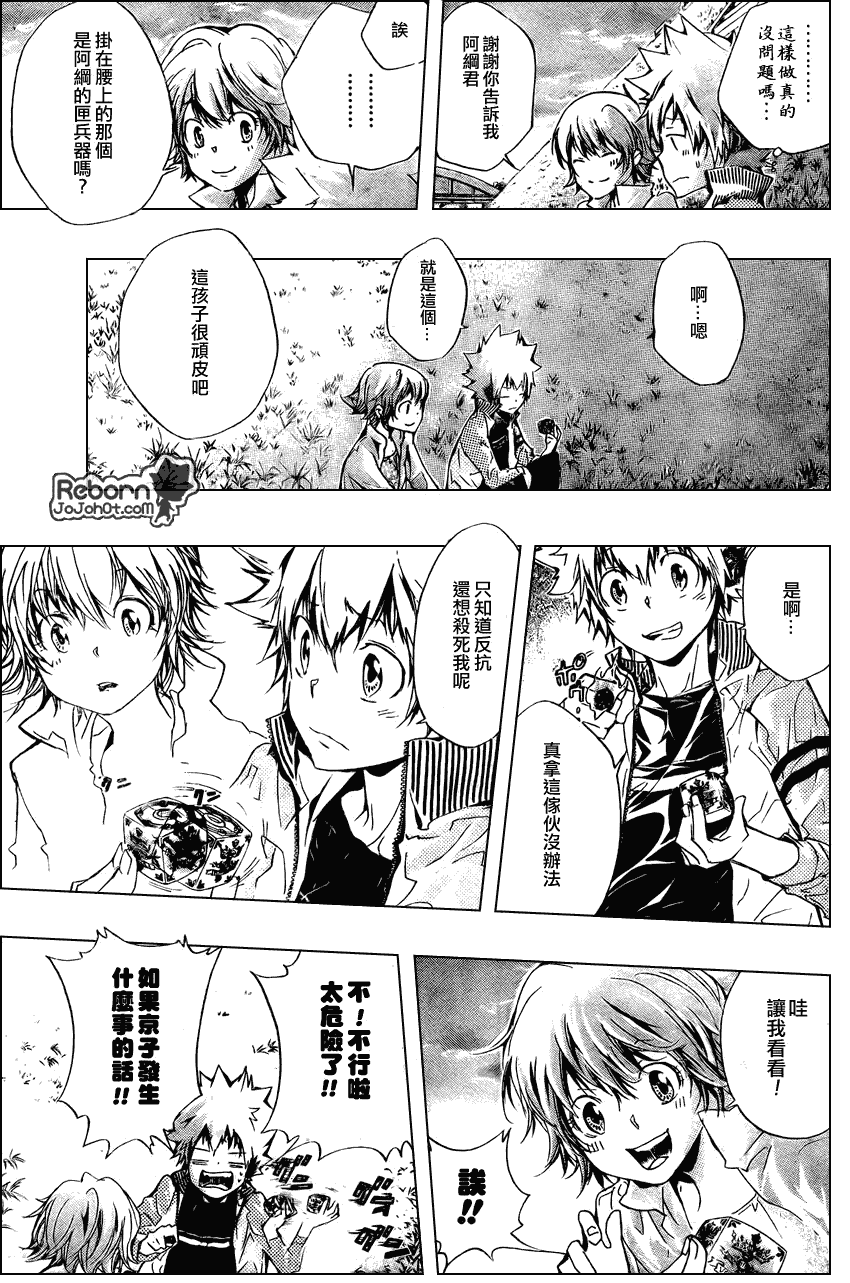 …………
這樣做真的
沒問題嗎…
謝謝你告訴我
阿綱君
誒
……
掛在腰上的那個
是阿綱的匣兵器嗎？
啊…嗯
就是這個…
這孩子很頑皮吧
Reborn
JoJoHOt.com
是啊…
真拿這傢伙沒辦法
只知道反抗
還想殺死我呢
グン
哇
讓我看看！
誒!!
不！不行啦
太危險了!!
如果京子發生
什麼事的話!!